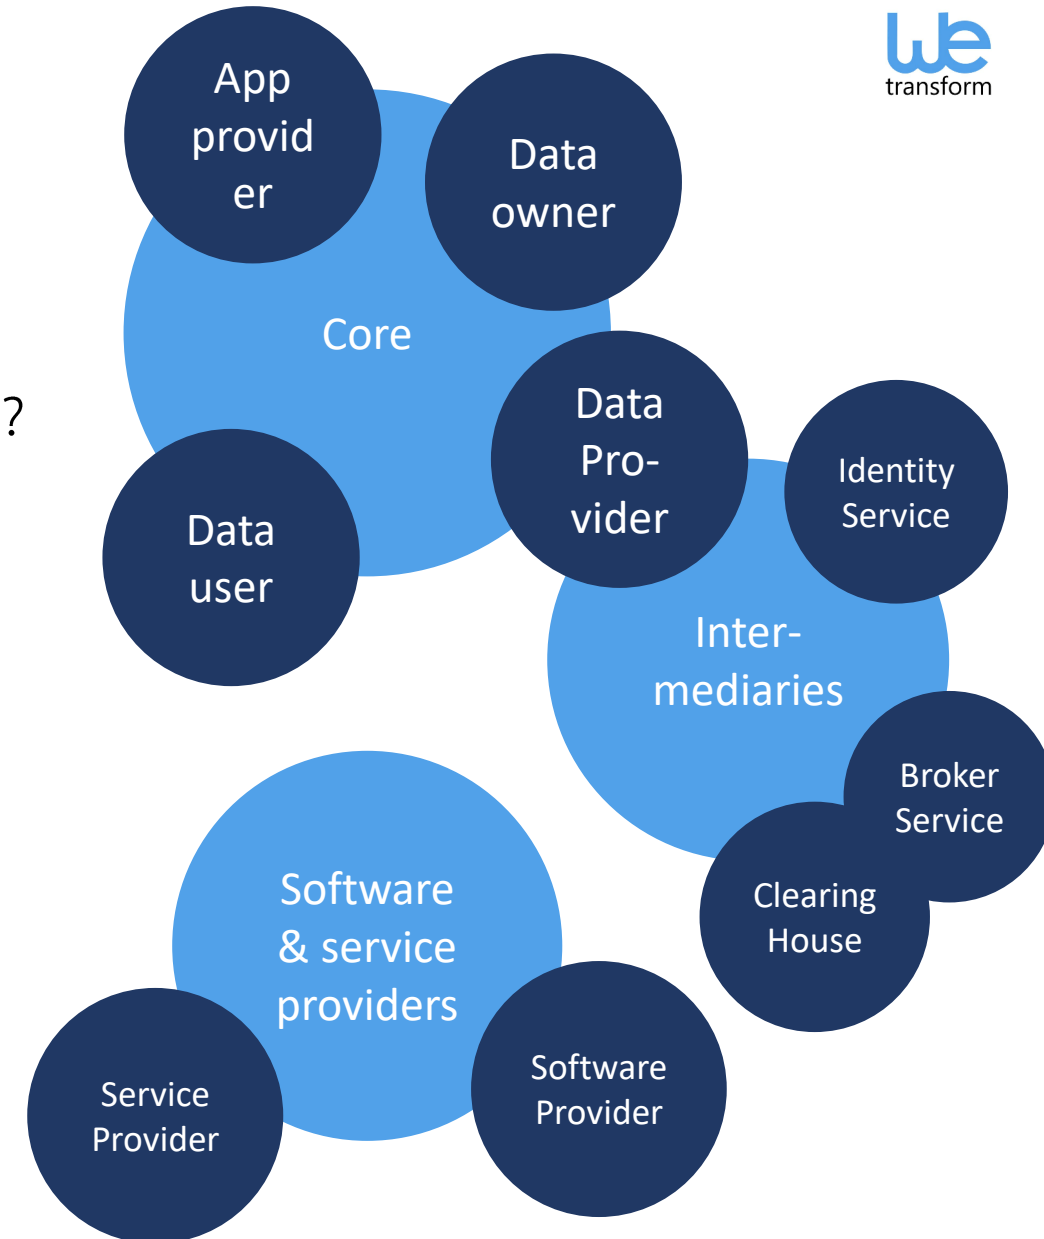 we
transform
App
provid
er
Data
owner
Core
?
Data
Pro-
vider
Identity
Service
Data
user
Inter-
mediaries
Broker
Service
Clearing
House
Software
& service
providers
Software
Provider
Service
Provider